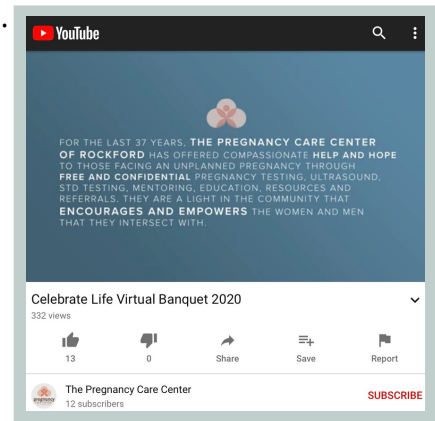 YouTube
FOR THE LAST 37 YEARS, THE PREGNANCY CARE CENTER
OF ROCKFORD HAS OFFERED COMPASSIONATE HELP AND HOPE
TO THOSE FACING AN UNPLANNED PREGNANCY THROUGH
FREE AND CONFIDENTIAL PREGNANCY TESTING, ULTRASOUND,
STD TESTING, MENTORING, EDUCATION, RESOURCES AND
REFERRALS. THEY ARE A LIGHT IN THE COMMUNITY THAT
ENCOURAGES AND EMPOWERS THE WOMEN AND MEN
THAT THEY INTERSECT WITH.
Celebrate Life Virtual Banquet 2020
332 views
13 0 Share Save Report
The Pregnancy Care Center
12 subscribers
SUBSCRIBE